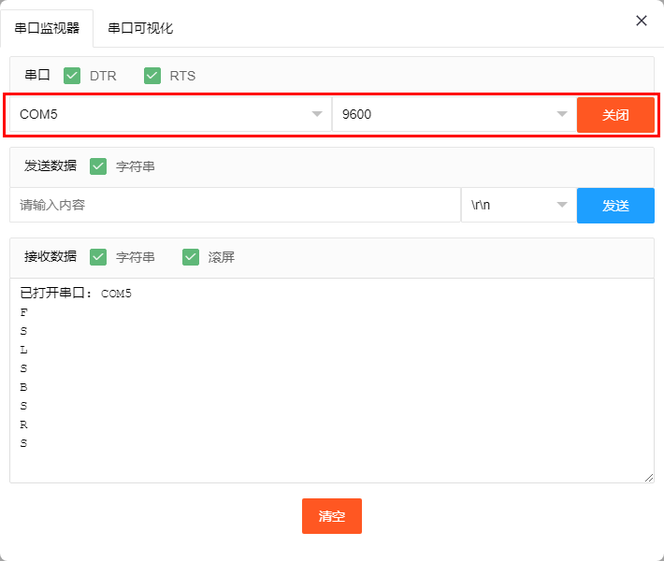 串口监视器 串口可视化
串口 DTR RTS
COM5 9600 关闭
发送数据 字符串
请输入内容 \r\n 发送
接收数据 字符串 滚屏
已打开串口: COM5
F
S
L
S
B
S
R
S
清空